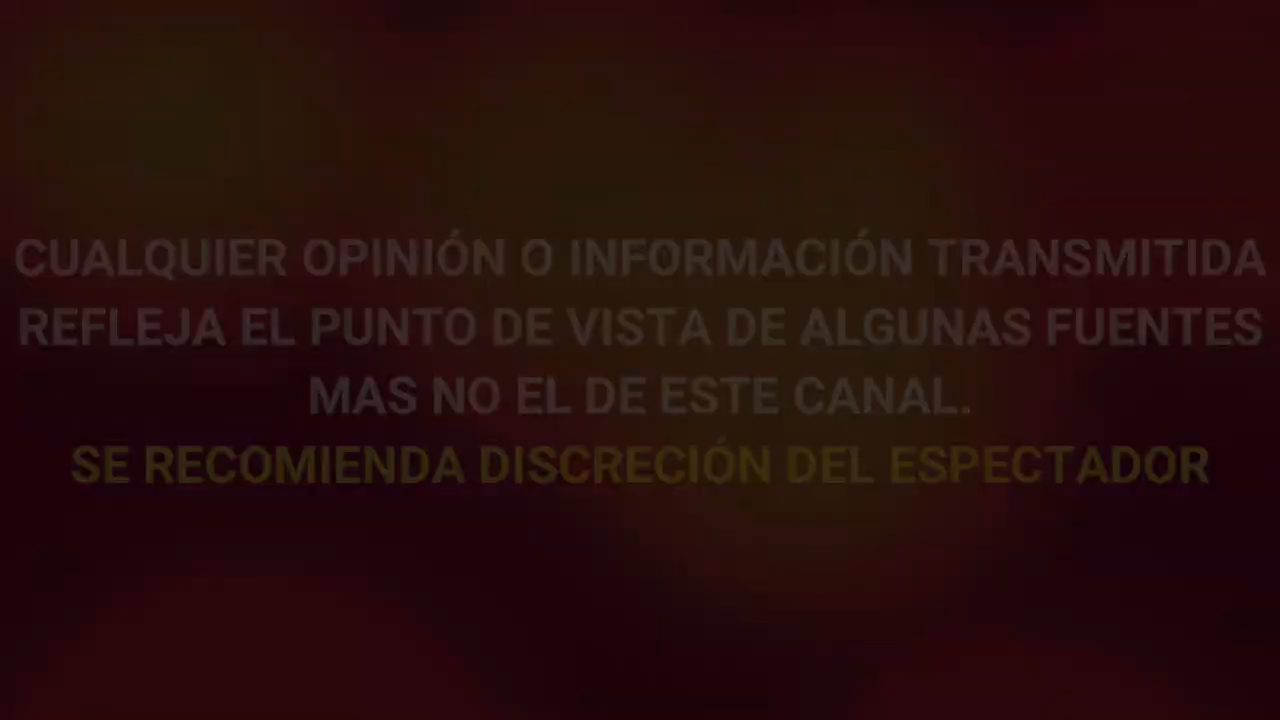 CUALQUIER OPINIÓN O INFORMACIÓN TRANSMITIDA
REFLEJA EL PUNTO DE VISTA DE ALGUNAS FUENTES
MAS NO EL DE ESTE CANAL.
SE RECOMIENDA DISCRECIÓN DEL ESPECTADOR